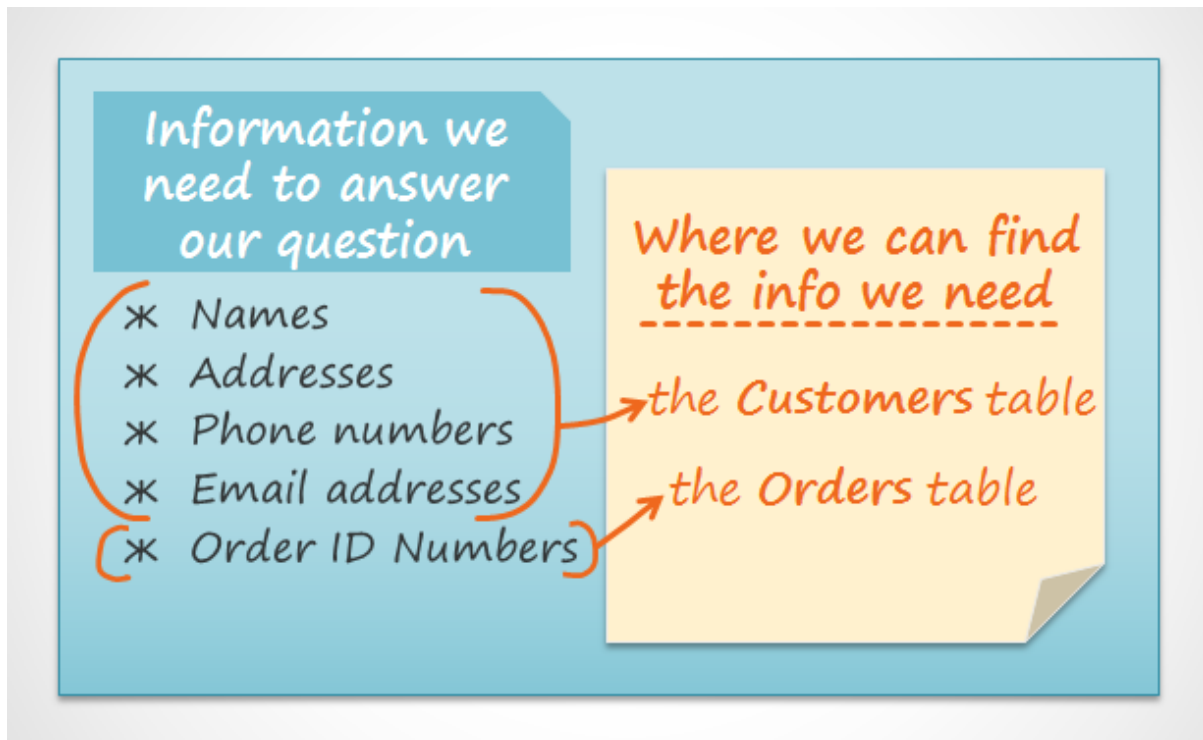 Information we
need to answer
our question
* Names
* Addresses
* Phone numbers
* Email addresses
* Order ID Numbers
Where we can find
the info we need
the Customers table
the Orders table